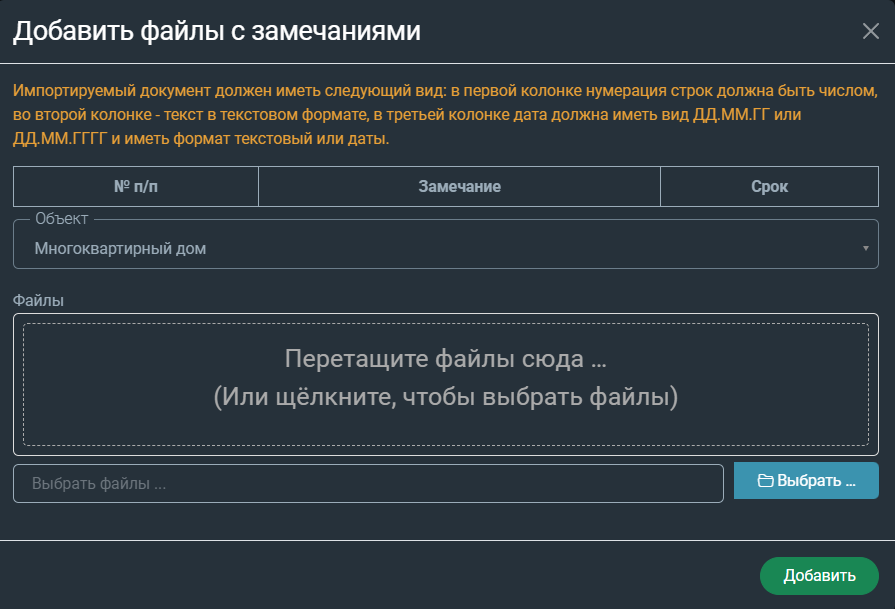 Добавить файлы с замечаниями
Импортируемый документ должен иметь следующий вид: в первой колонке нумерация строк должна быть числом,
во второй колонке - текст в текстовом формате, в третьей колонке дата должна иметь вид ДД.ММ.ГГ или
ДД.ММ.ГГГГ и иметь формат текстовый или даты.
№ п/п Замечание Срок
Объект
Многоквартирный дом
Файлы
Перетащите файлы сюда ...
(Или щёлкните, чтобы выбрать файлы)
Выбрать файлы ... Выбрать ...
Добавить